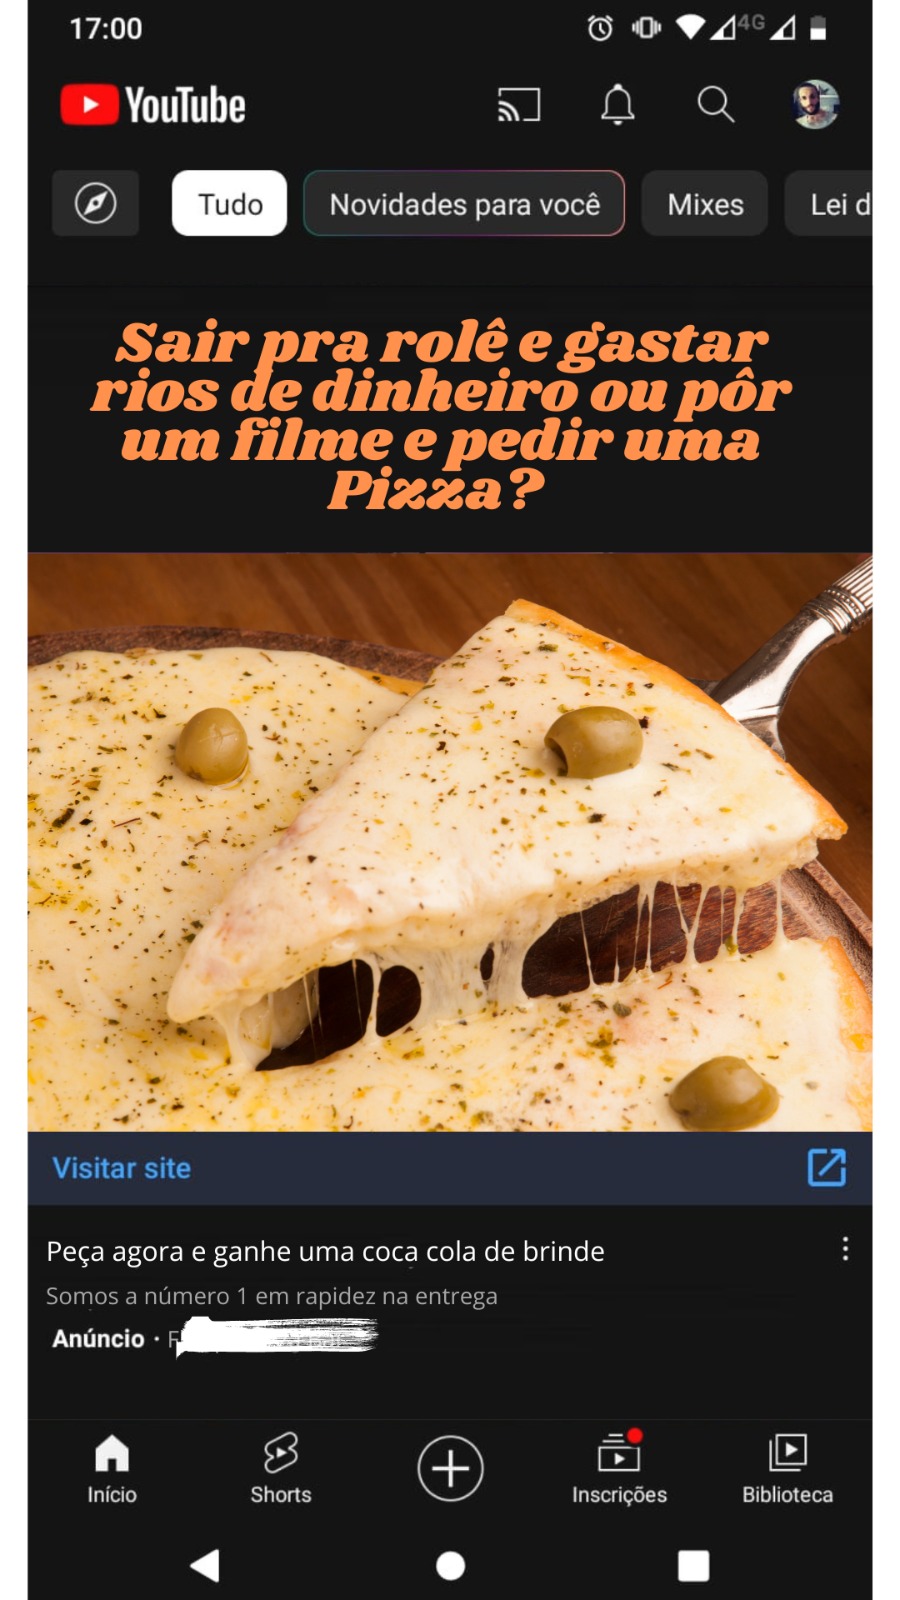 17:00
4G
YouTube
Tudo
Novidades para você
Mixes
Lei d
Sair pra rolê e gastar
rios de dinheiro ou pôr
um filme e pedir uma
Pizza?
Visitar site
Peça agora e ganhe uma coca cola de brinde
Somos a número 1 em rapidez na entrega
Anúncio ·
Início
Shorts
Inscrições
Biblioteca